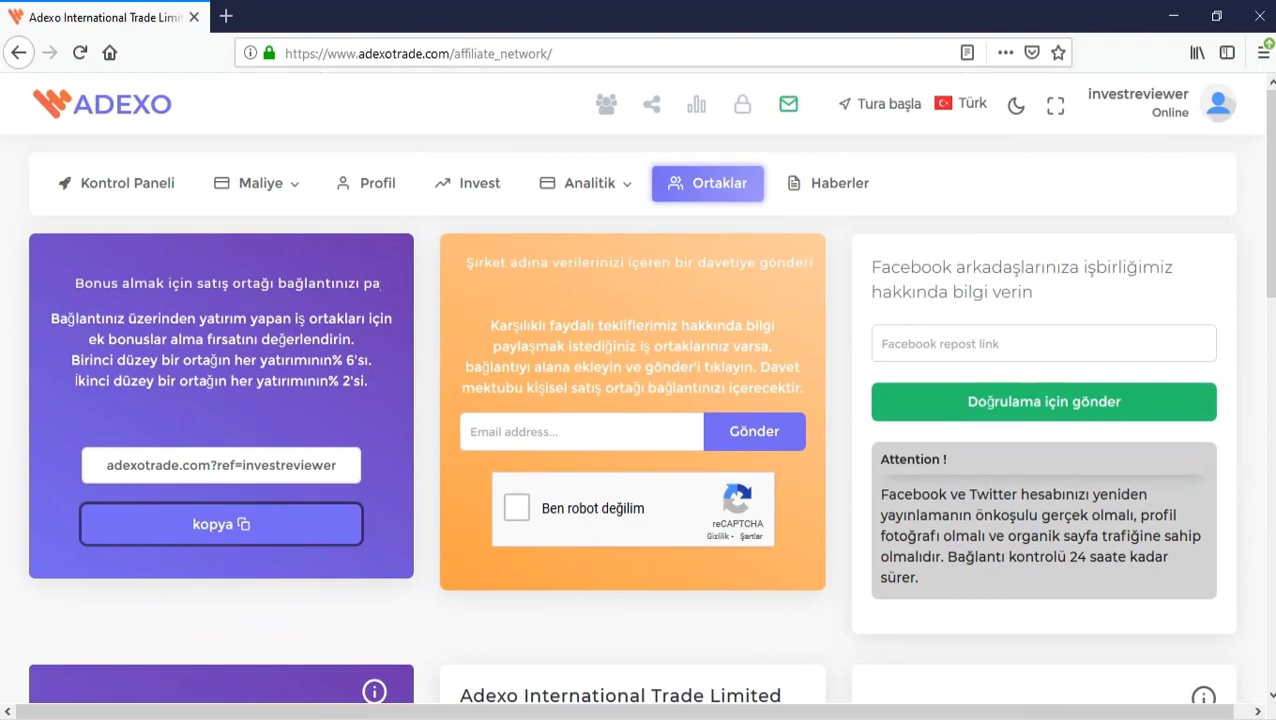 Adexo International Trade Limi
https://www.adexotrade.com/affiliate_network/
ADEXO
Tura başla
Türk
investreviewer
Online
Kontrol Paneli
Maliye
Profil
Invest
Analitik
Ortaklar
Haberler
Bonus almak için satış ortağı bağlantınızı pa
Bağlantınız üzerinden yatırım yapan iş ortakları için
ek bonuslar alma fırsatını değerlendirin.
Birinci düzey bir ortağın her yatırımının% 6'sı.
İkinci düzey bir ortağın her yatırımının% 2'si.
adexotrade.com?ref=investreviewer
kopya
Şirket adına verilerinizi içeren bir davetiye gönderi
Karşılıklı faydalı tekliflerimiz hakkında bilgi
paylaşmak istediğiniz iş ortaklarınız varsa,
bağlantıyı alana ekleyin ve gönder'i tıklayın. Davet
mektubu kişisel satış ortağı bağlantınızı içerecektir.
Email address...
Gönder
Ben robot değilim
reCAPTCHA
Gizlilik - Şartlar
Facebook arkadaşlarınıza işbirliğimiz
hakkında bilgi verin
Facebook repost link
Doğrulama için gönder
Attention !
Facebook ve Twitter hesabınızı yeniden
yayınlamanın önkoşulu gerçek olmalı, profil
fotoğrafı olmalı ve organik sayfa trafiğine sahip
olmalıdır. Bağlantı kontrolü 24 saate kadar
sürer.
Adexo International Trade Limited